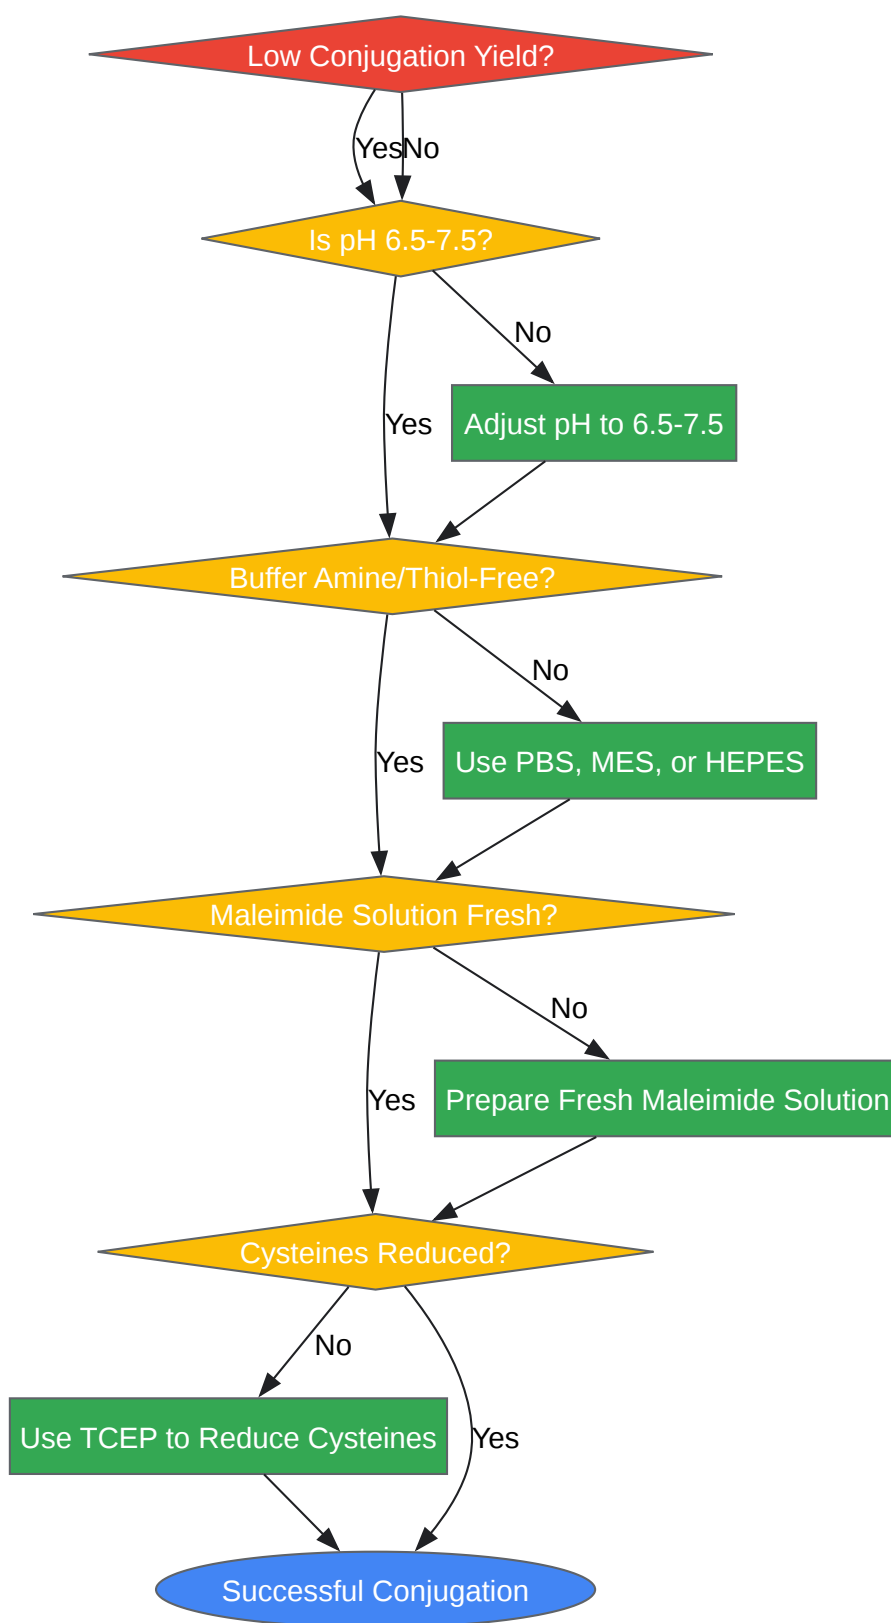 Low Conjugation Yield?
Yes
No
Is pH 6.5-7.5?
No
Adjust pH to 6.5-7.5
Yes
Buffer Amine/Thiol-Free?
No
Use PBS, MES, or HEPES
Yes
Maleimide Solution Fresh?
No
Yes
Prepare Fresh Maleimide Solution
Cysteines Reduced?
No
Use TCEP to Reduce Cysteines
Yes
Successful Conjugation